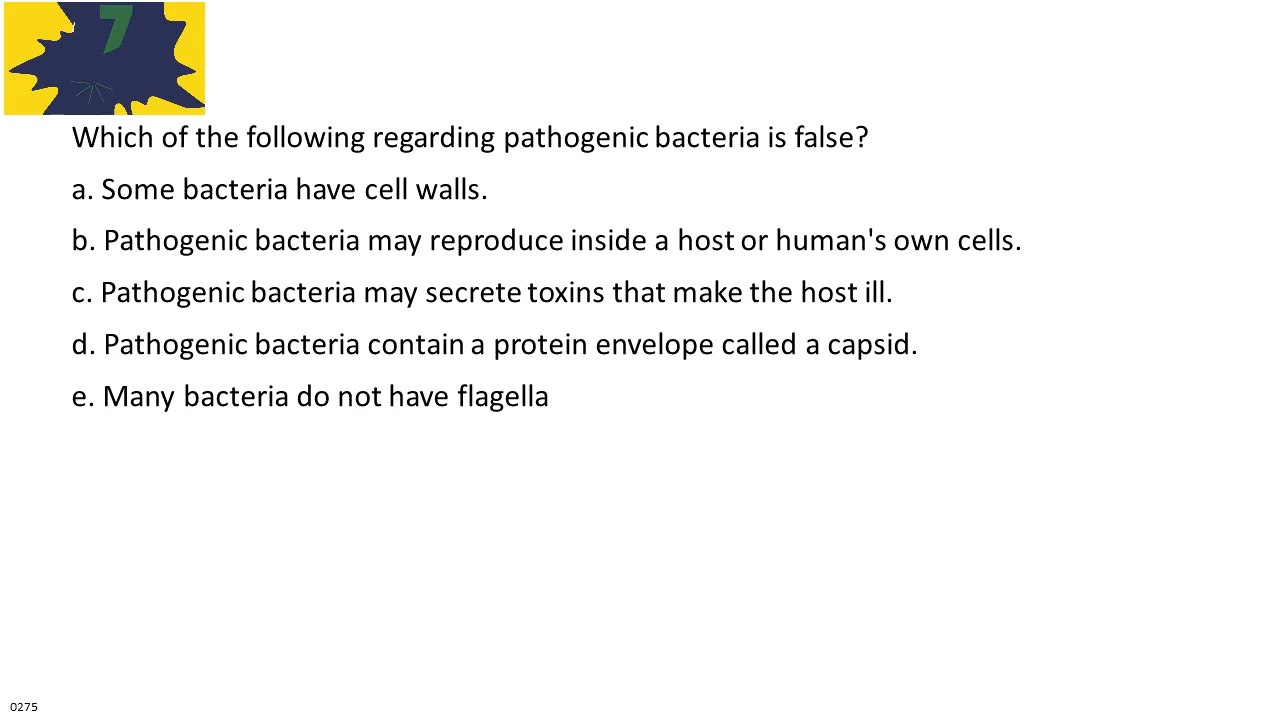 7
Which of the following regarding pathogenic bacteria is false?
a. Some bacteria have cell walls.
b. Pathogenic bacteria may reproduce inside a host or human's own cells.
c. Pathogenic bacteria may secrete toxins that make the host ill.
d. Pathogenic bacteria contain a protein envelope called a capsid.
e. Many bacteria do not have flagella
0275